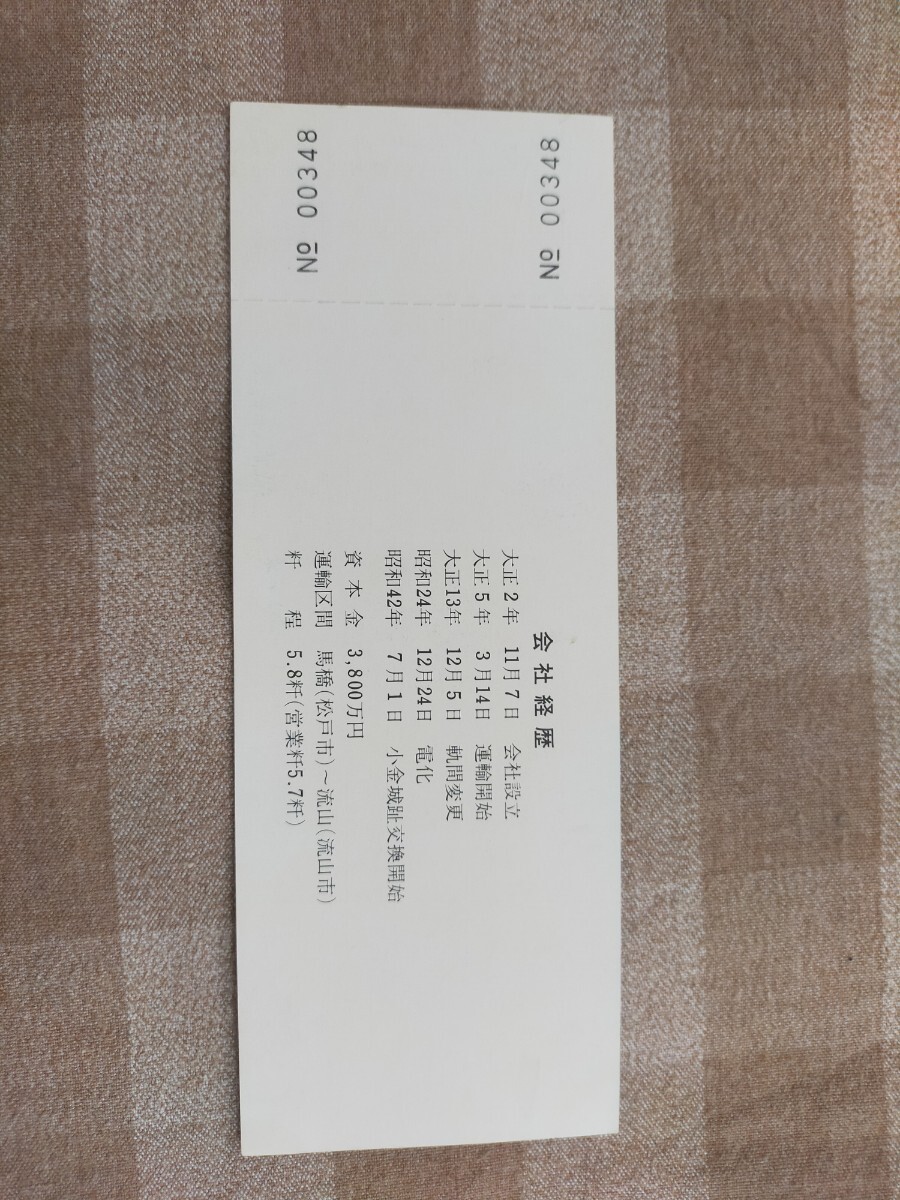 No 00348
No 00348
会社経歴
大正2年 11月7日 会社設立
大正5年 3月14日 運輸開始
大正13年 12月5日 軌間変更
昭和24年 12月24日 電化
昭和42年 7月1日 小金城趾交換開始
資本金 3,800万円
運輸区間 馬橋(松戸市)~流山(流山市)
粁程 5.8粁(営業粁5.7粁)